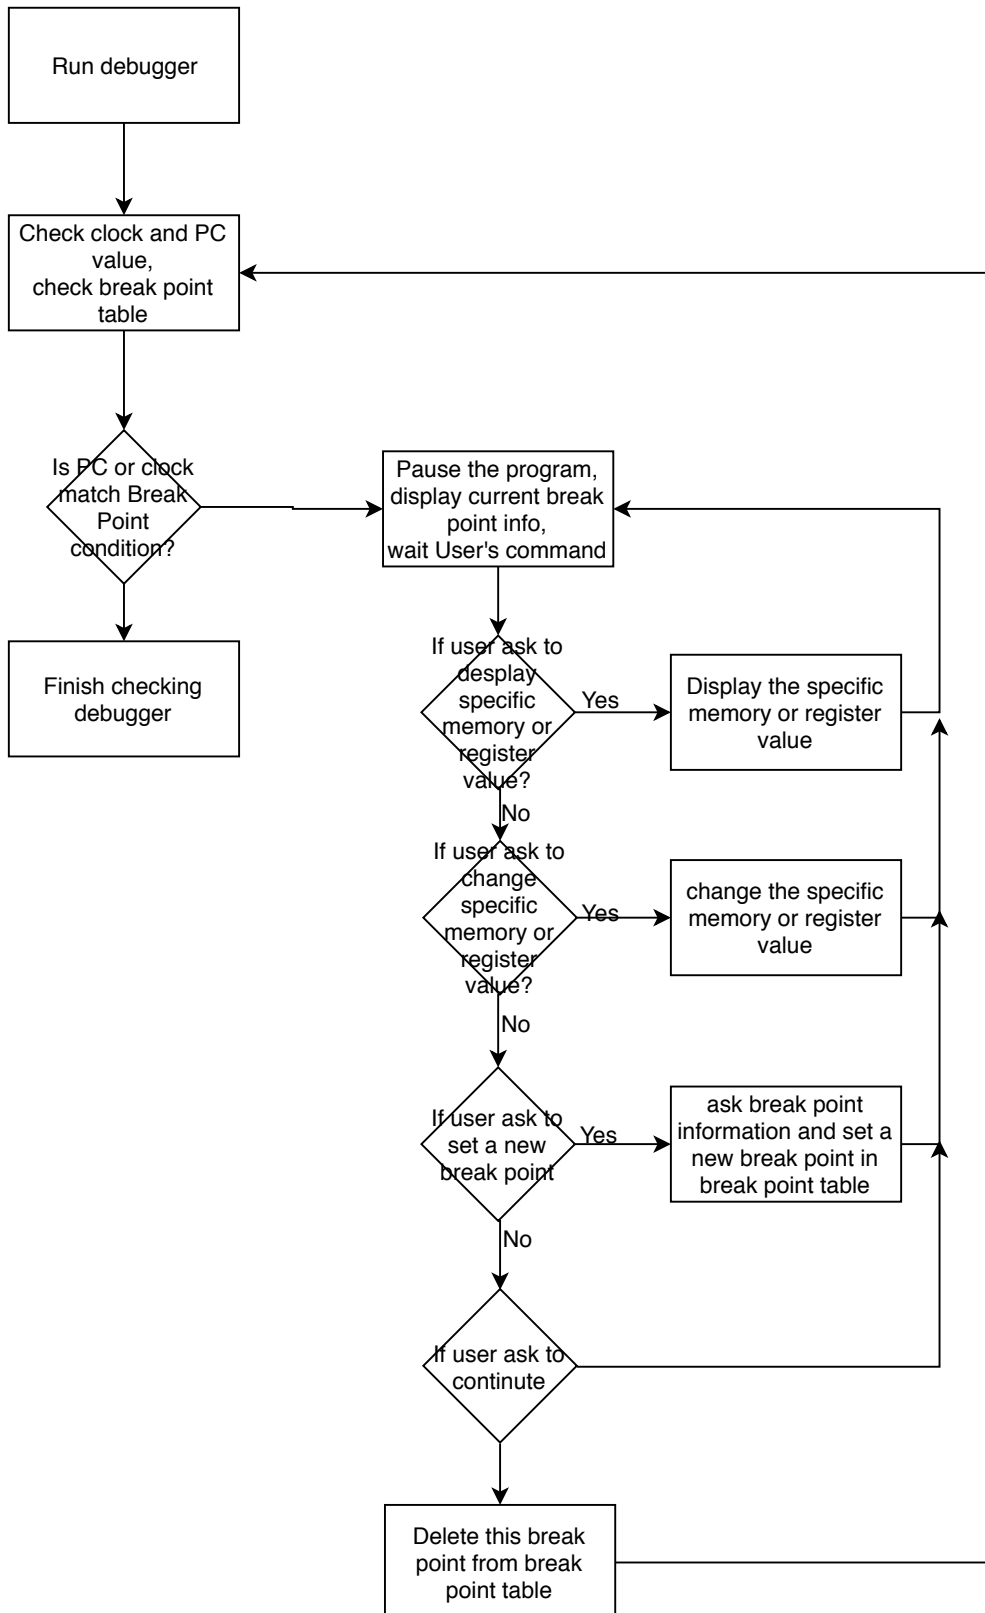 Run debugger
Check clock and PC
value,
check break point
table
Is PC or clock
match Break
Point
condition?
Pause the program,
display current break
point info,
wait User's command
Finish checking
debugger
If user ask to
desplay
specific
memory or
register
value?
Yes
Display the specific
memory or register
value
No
If user ask to
change
specific
memory or
register
value?
Yes
change the specific
memory or register
value
No
If user ask to
set a new
break point
Yes
ask break point
information and set a
new break point in
break point table
No
If user ask to
continute
Delete this break
point from break
point table